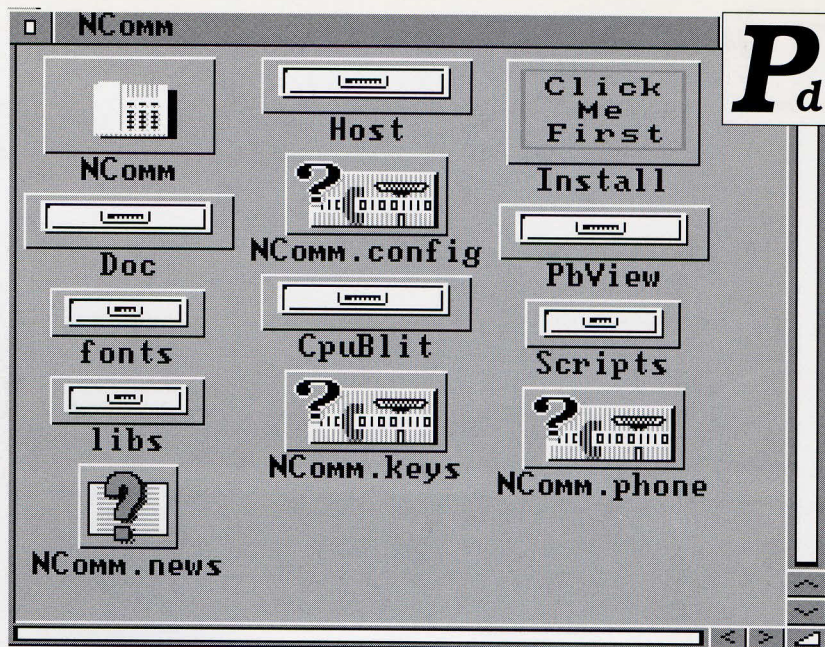 NComm
Pd
Click
Me
First
NComm
Host
Install
Doc
NComm.config
PbView
fonts
CpuBlit
Scripts
libs
NComm.keys
NComm.phone
NComm.news